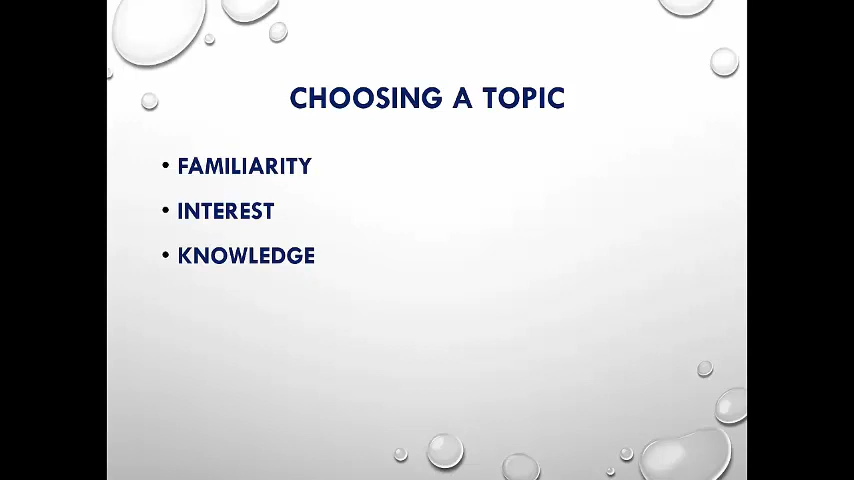 CHOOSING A TOPIC
• FAMILIARITY
• INTEREST
• KNOWLEDGE